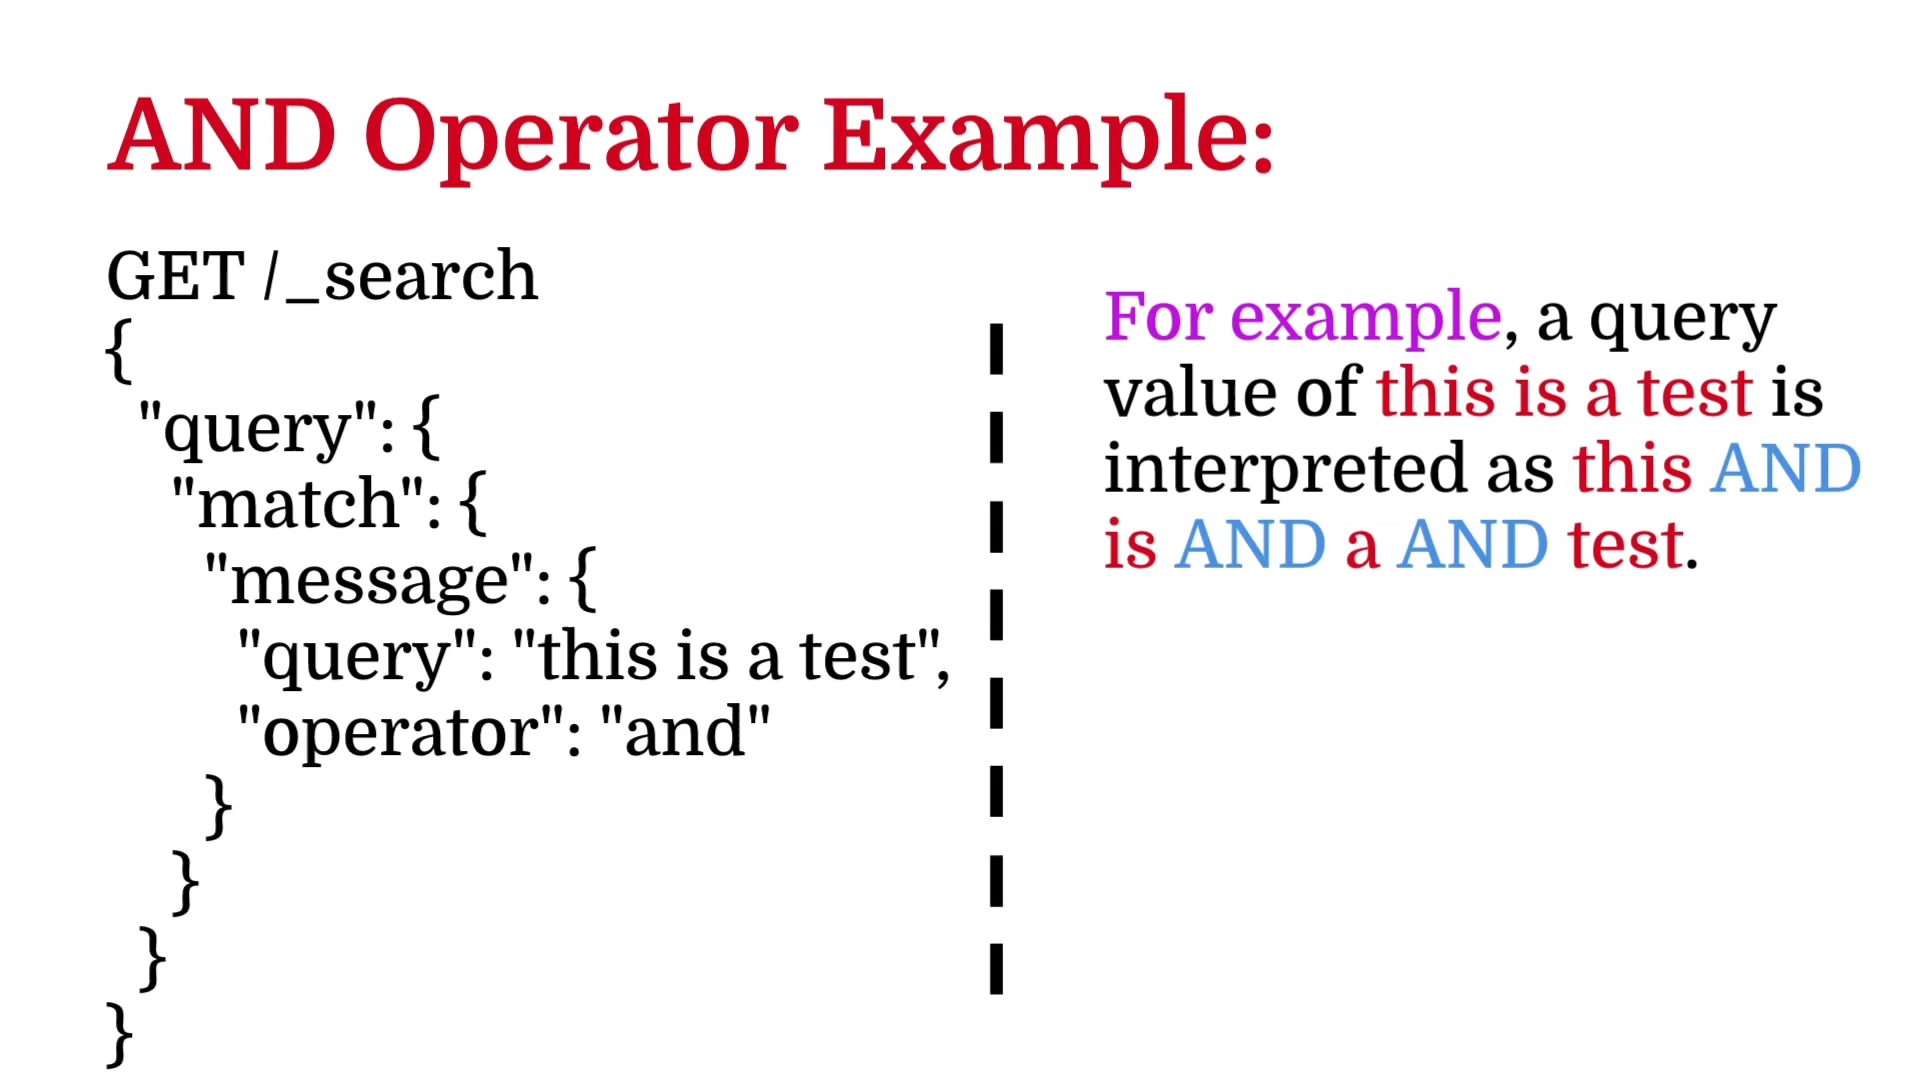 AND Operator Example:
GET /_search
{
"query": {
"match": {
"message": {
"query": "this is a test",
"operator": "and"
}
}
}
}
For example, a query
value of this is a test is
interpreted as this AND
is AND a AND test.